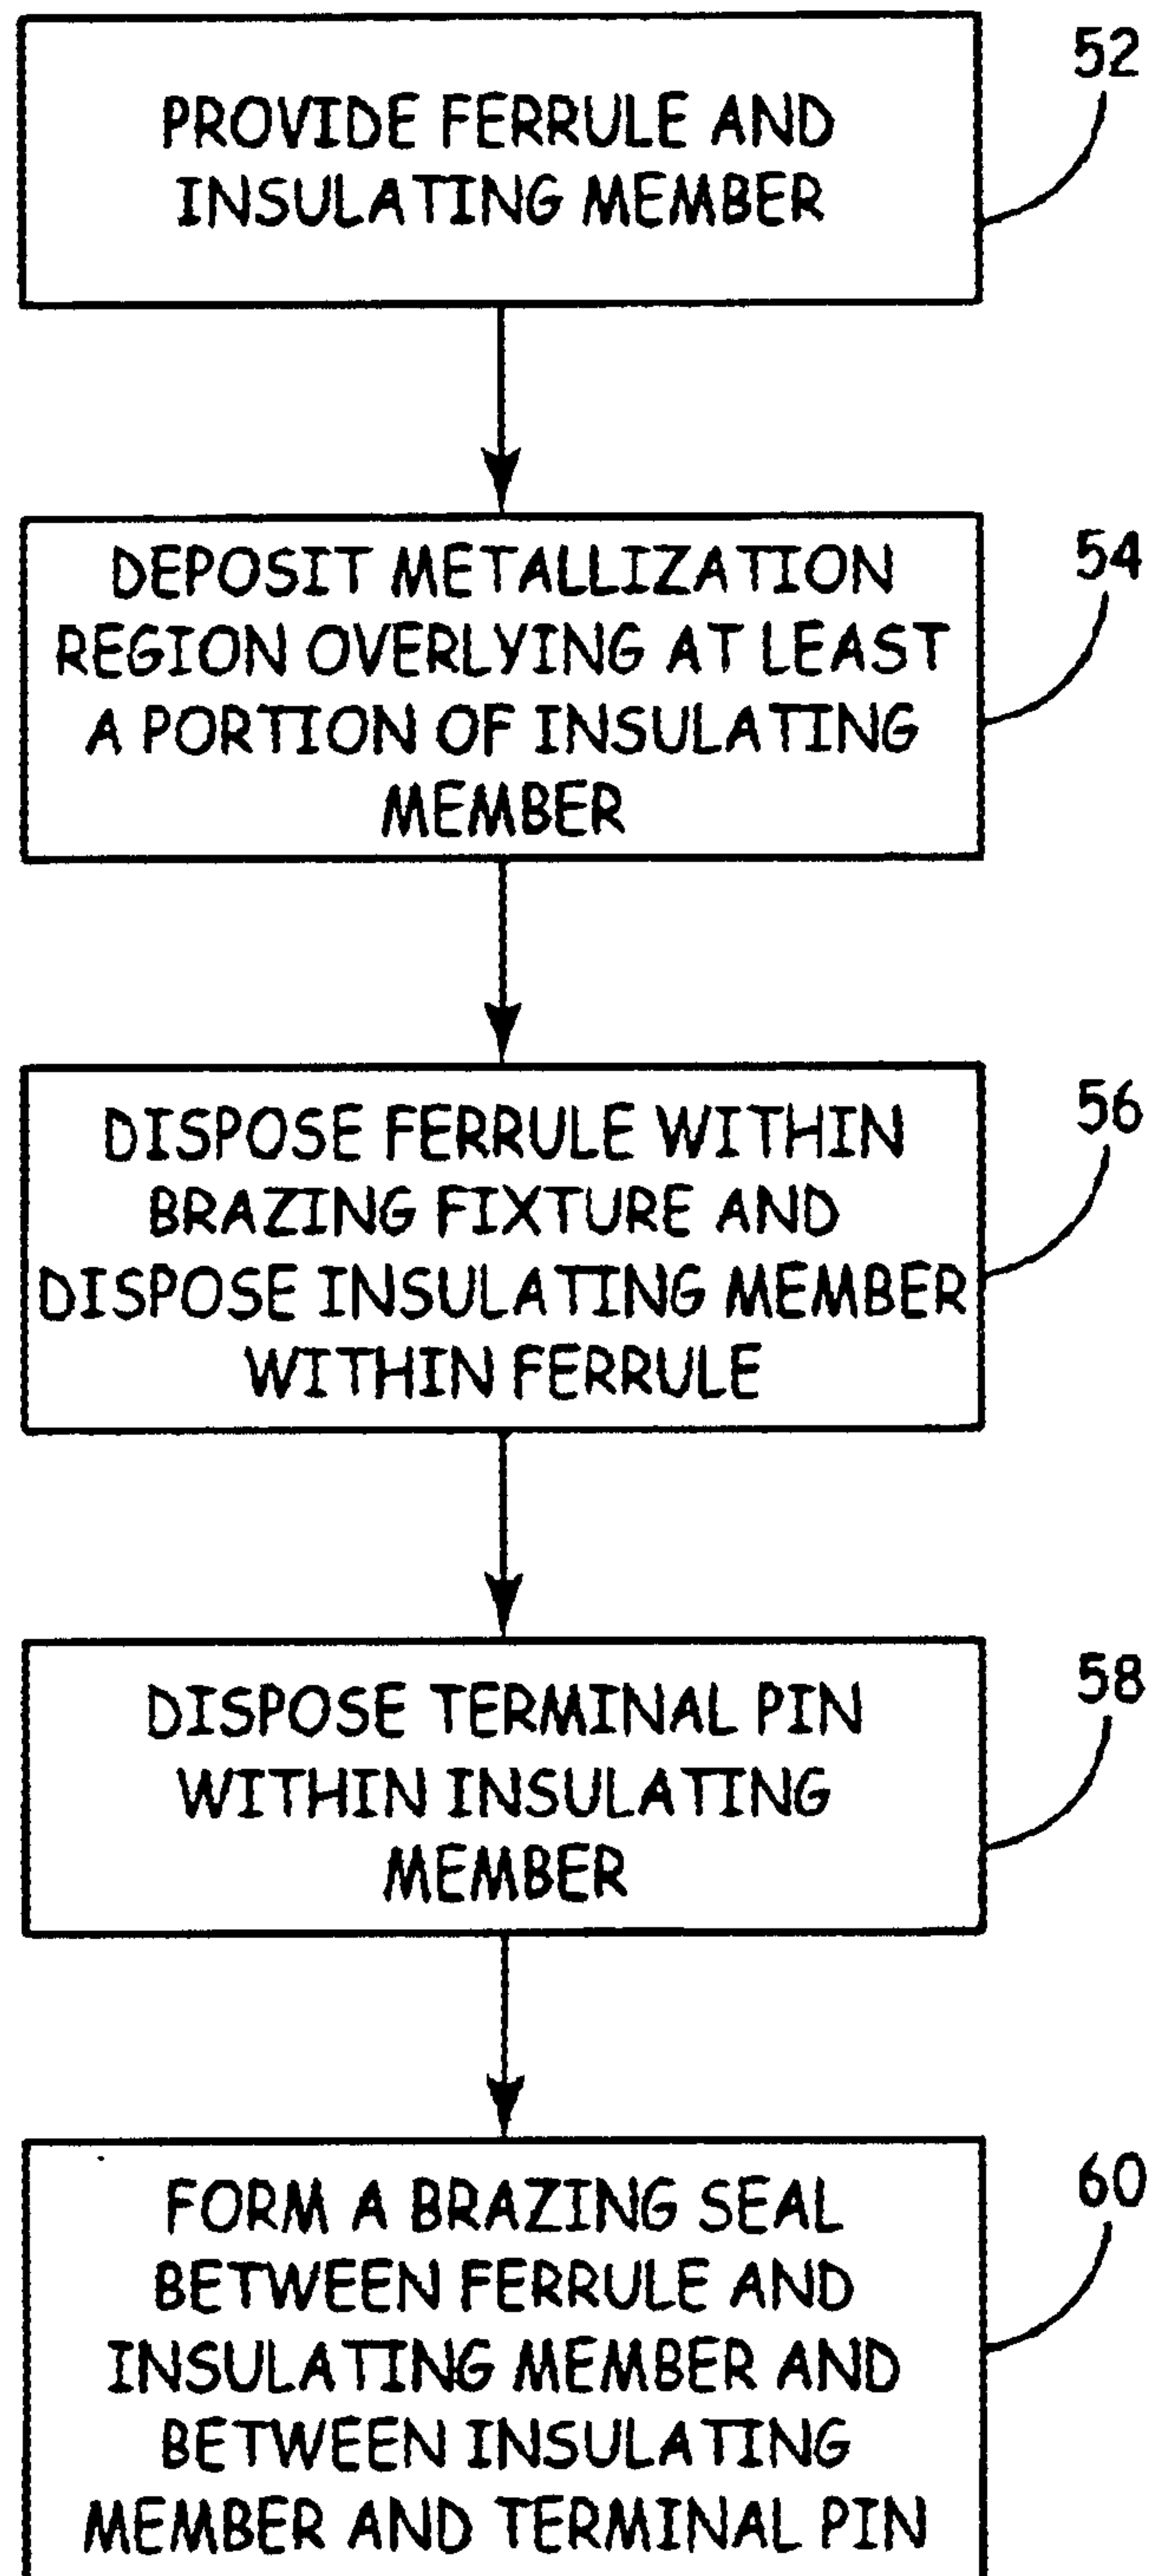 52
PROVIDE FERRULE AND
INSULATING MEMBER
54
DEPOSIT METALLIZATION
REGION OVERLYING AT LEAST
A PORTION OF INSULATING
MEMBER
56
DISPOSE FERRULE WITHIN
BRAZING FIXTURE AND
DISPOSE INSULATING MEMBER
WITHIN FERRULE
58
DISPOSE TERMINAL PIN
WITHIN INSULATING
MEMBER
60
FORM A BRAZING SEAL
BETWEEN FERRULE AND
INSULATING MEMBER AND
BETWEEN INSULATING
MEMBER AND TERMINAL PIN